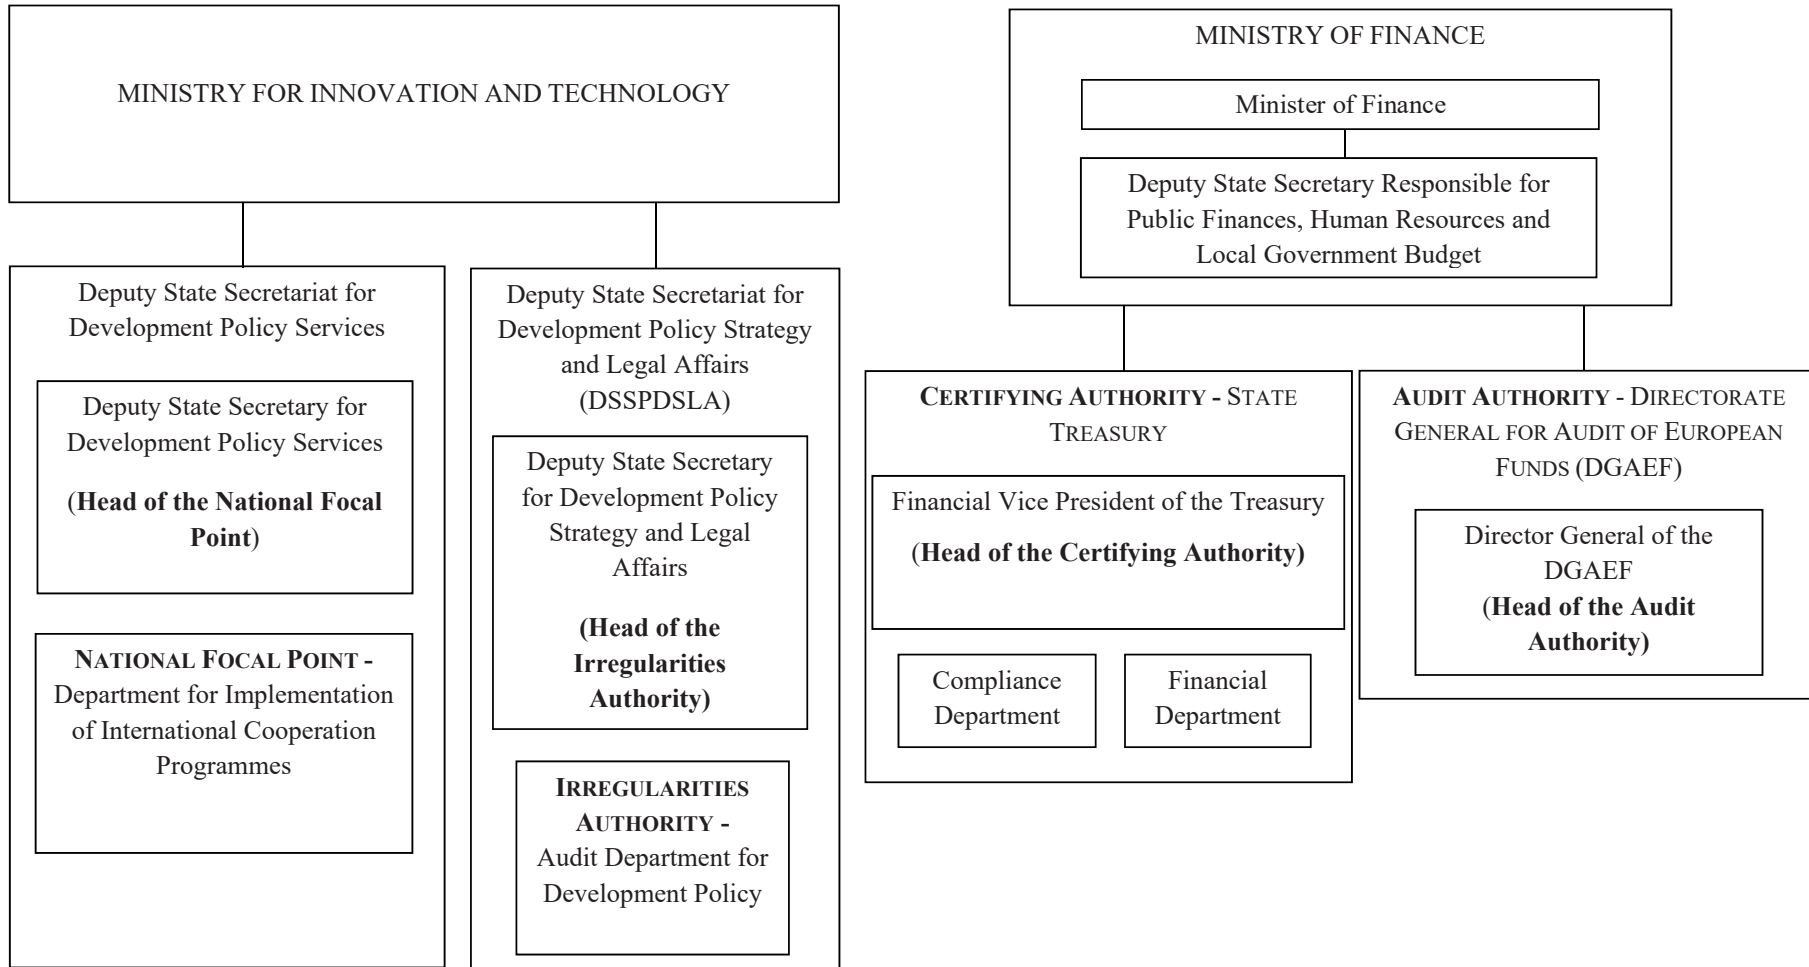 MINISTRY FOR INNOVATION AND TECHNOLOGY
Deputy State Secretariat for
Development Policy Services
Deputy State Secretary for
Development Policy Services
(Head of the National Focal
Point)
NATIONAL FOCAL POINT -
Department for Implementation
of International Cooperation
Programmes
Deputy State Secretariat for
Development Policy Strategy
and Legal Affairs
(DSSPDSLA)
Deputy State Secretary
for Development Policy
Strategy and Legal
Affairs
(Head of the
Irregularities
Authority)
IRREGULARITIES
AUTHORITY -
Audit Department for
Development Policy
MINISTRY OF FINANCE
Minister of Finance
Deputy State Secretary Responsible for
Public Finances, Human Resources and
Local Government Budget
CERTIFYING AUTHORITY - STATE
TREASURY
Financial Vice President of the Treasury
(Head of the Certifying Authority)
Compliance
Department
Financial
Department
AUDIT AUTHORITY - DIRECTORATE
GENERAL FOR AUDIT OF EUROPEAN
FUNDS (DGAEF)
Director General of the
DGAEF
(Head of the Audit
Authority)